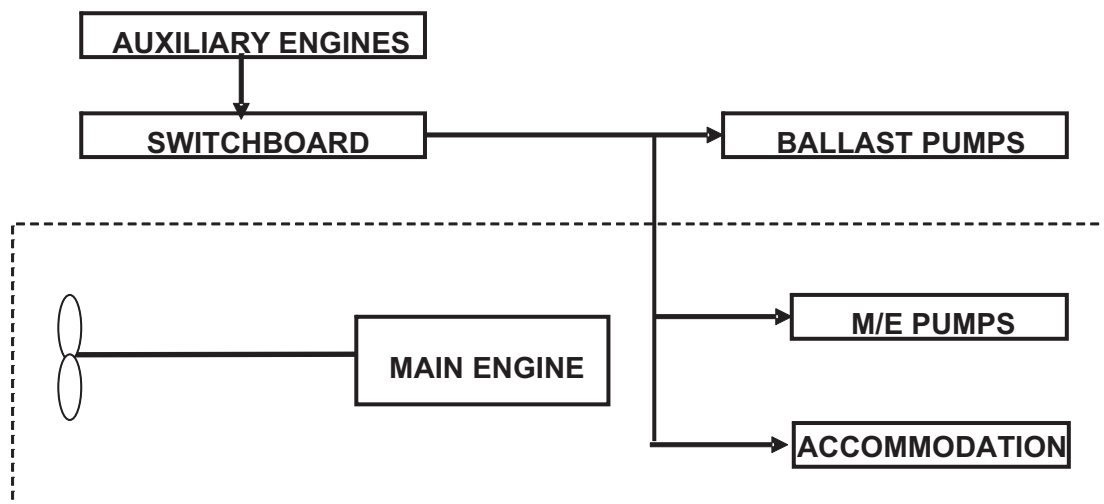 AUXILIARY ENGINES
SWITCHBOARD
BALLAST PUMPS
M/E PUMPS
MAIN ENGINE
ACCOMMODATION